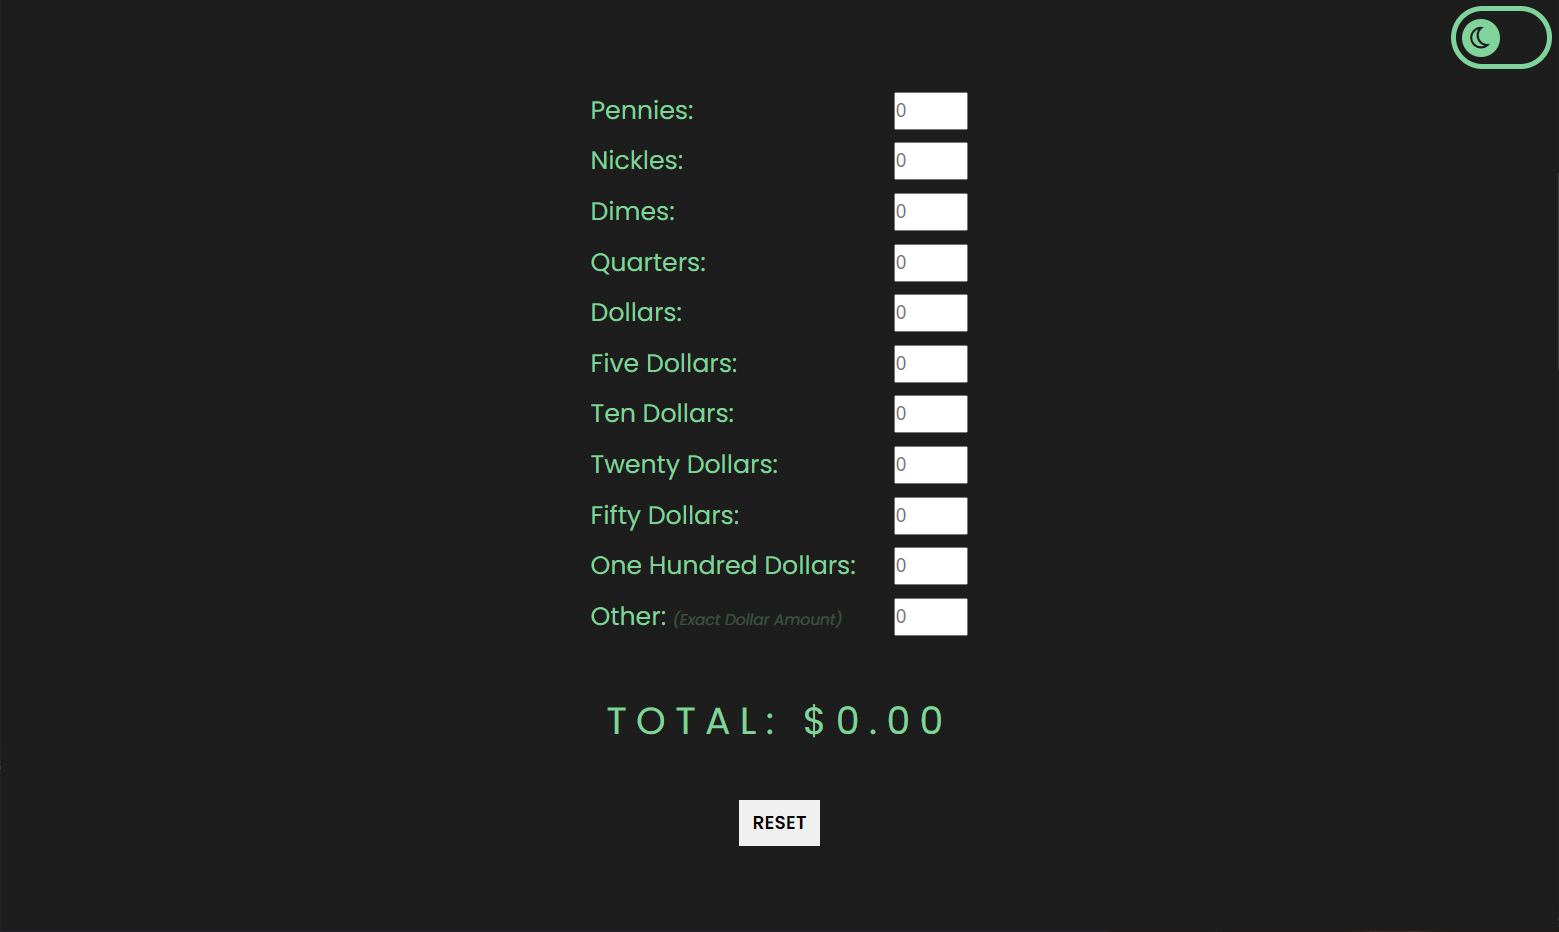 Pennies: 0
Nickles: 0
Dimes: 0
Quarters: 0
Dollars: 0
Five Dollars: 0
Ten Dollars: 0
Twenty Dollars: 0
Fifty Dollars: 0
One Hundred Dollars: 0
Other: (Exact Dollar Amount) 0
TOTAL: $0.00
RESET